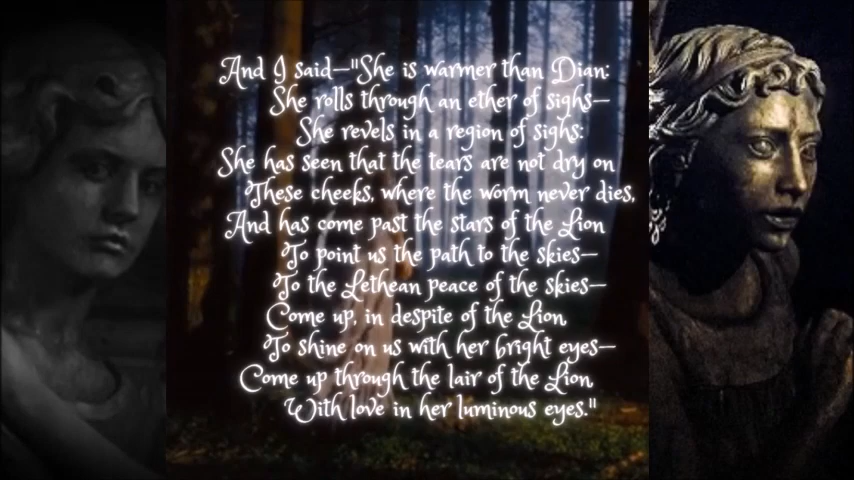 And I said—"She is warmer than Dian:
She rolls through an ether of sighs—
She revels in a region of sighs:
She has seen that the tears are not dry on
These cheeks, where the worm never dies,
And has come past the stars of the Lion
To point us the path to the skies—
To the Lethean peace of the skies—
Come up, in despite of the Lion,
To shine on us with her bright eyes—
Come up through the lair of the Lion,
With love in her luminous eyes."